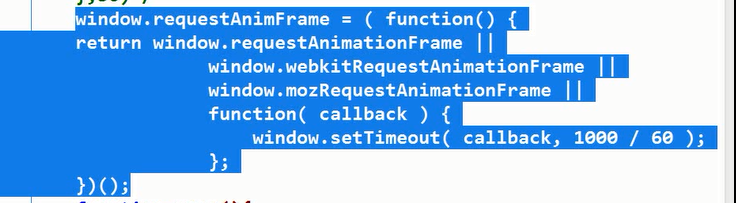 window.requestAnimFrame = ( function() {
return window.requestAnimationFrame ||
window.webkitRequestAnimationFrame ||
window.mozRequestAnimationFrame ||
function( callback ) {
window.setTimeout( callback, 1000 / 60 );
};
})();